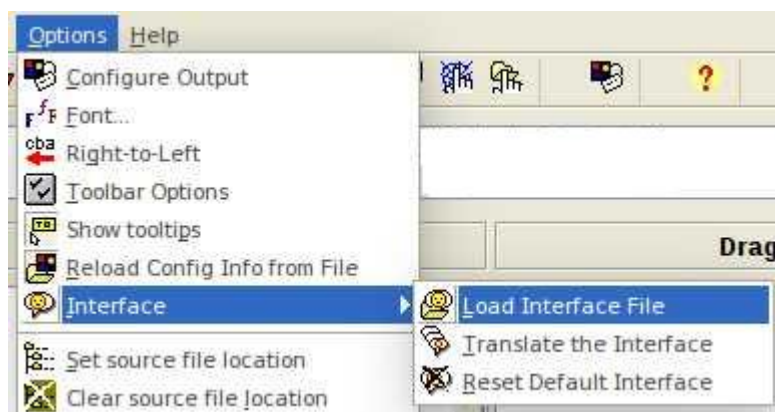 Options Help
Configure Output
Font...
Right-to-Left
Toolbar Options
Show tooltips
Drag
Reload Config Info from File
Interface
Load Interface File
Translate the Interface
Set source file location
Reset Default Interface
Clear source file location